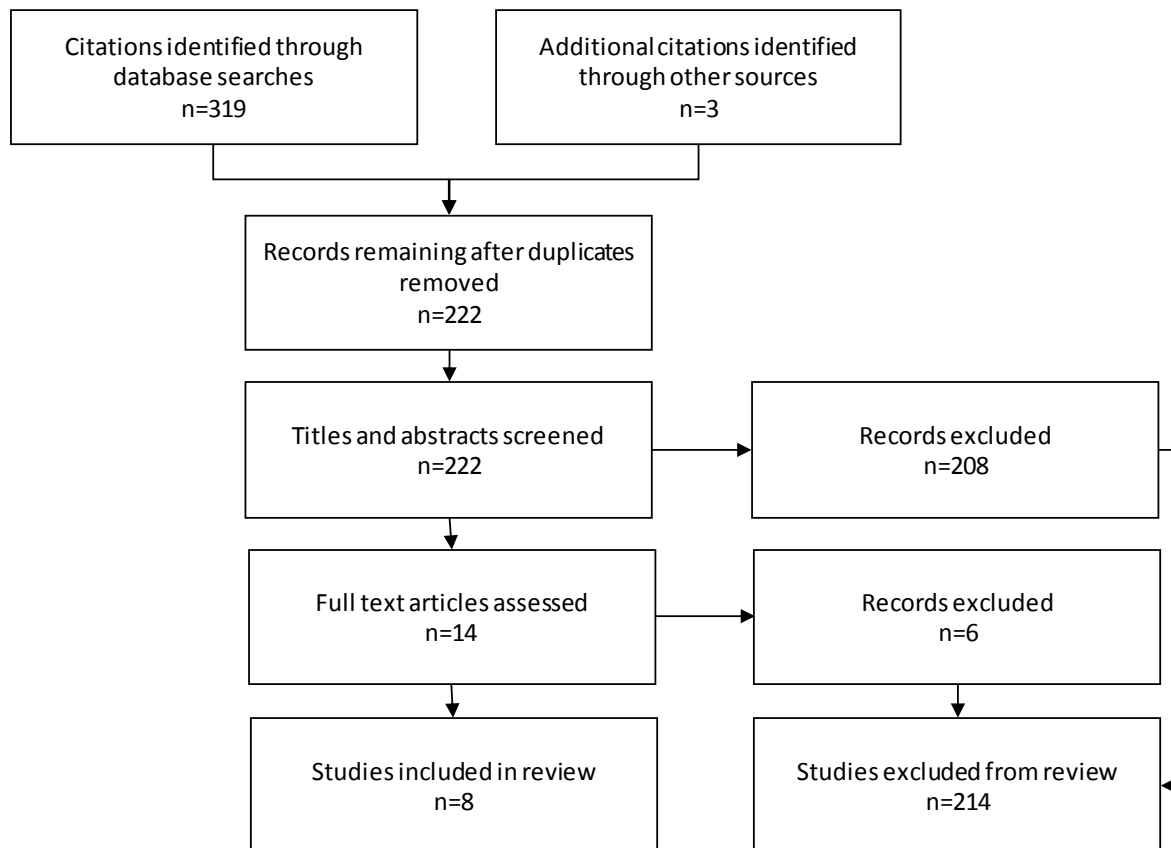 Citations identified through
database searches
n=319
Additional citations identified
through other sources
n=3
Records remaining after duplicates
removed
n=222
Titles and abstracts screened
n=222
Records excluded
n=208
Full text articles assessed
n=14
Records excluded
n=6
Studies included in review
n=8
Studies excluded from review
n=214